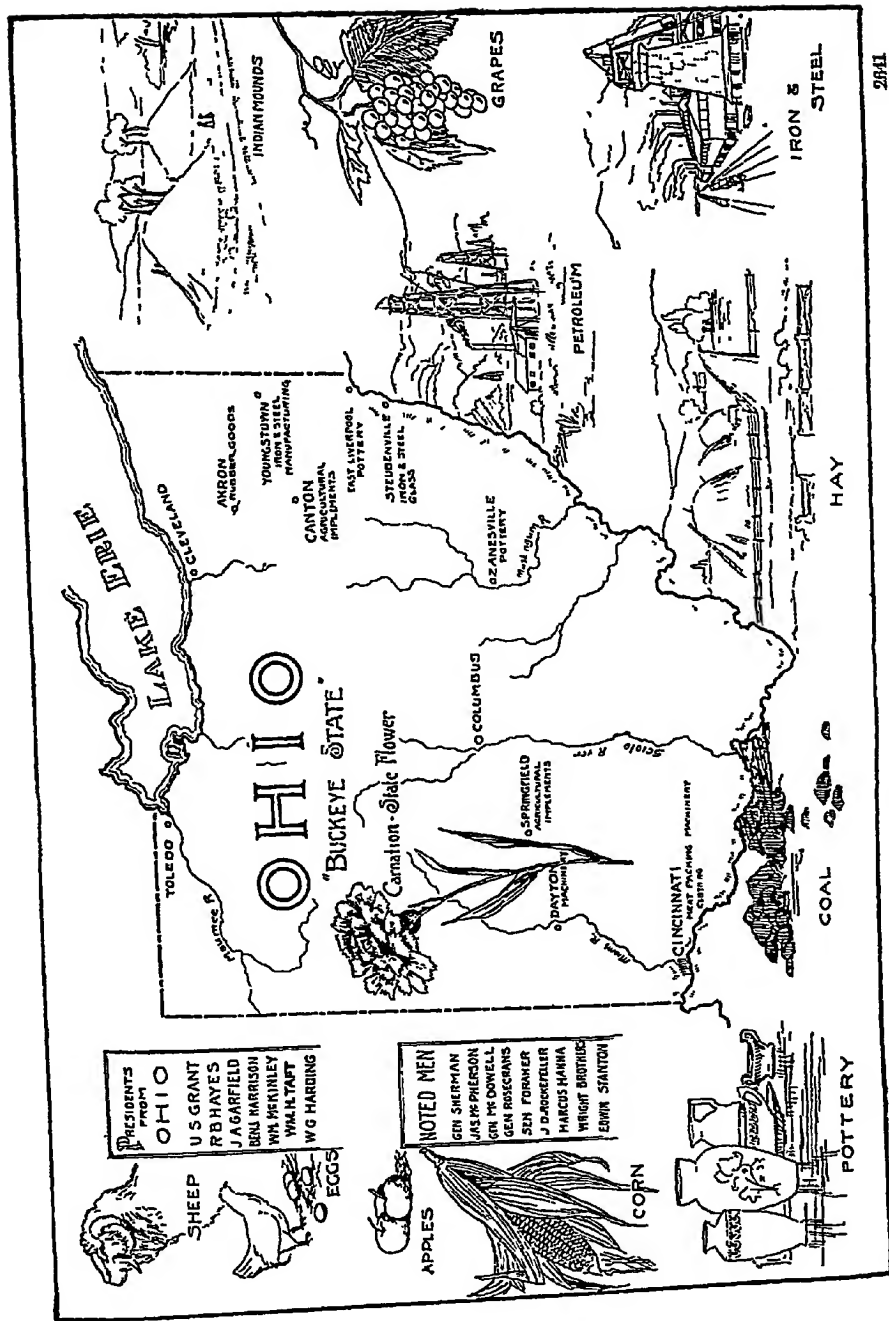 PRESIDENTS
FROM
OHIO
U S GRANT
R B HAYES
J A GARFIELD
BENJ. HARRISON
WM. MCKINLEY
WM. H. TAFT
W G HARDING
SHEEP
EGGS
APPLES
NOTED MEN
GEN SHERMAN
JAS MCPHERSON
GEN MCDOWELL
GEN ROSECRANS
SEN FORAKER
J D. ROCKEFELLER
MARCUS HANNA
WRIGHT BROTHERS
EDWIN STANTON
CORN
POTTERY
LAKE ERIE
TOLEDO
CLEVELAND
Maumee R
OHIO
"BUCKEYE STATE"
Carnation-State Flower
AKRON
RUBBER GOODS
YOUNGSTOWN
IRON & STEEL
MANUFACTURING
CANTON
AGRICULTURAL
IMPLEMENTS
EAST LIVERPOOL
POTTERY
STEUBENVILLE
IRON & STEEL
GLASS
COLUMBUS
ZANESVILLE
POTTERY
Muskingum R
SPRINGFIELD
AGRICULTURAL
IMPLEMENTS
Scioto
River
DAYTON
MACHINERY
Miami R
CINCINNATI
MEAT PACKING MACHINERY
CLOTHING
INDIAN MOUNDS
GRAPES
PETROLEUM
IRON &
STEEL
HAY
COAL
2641